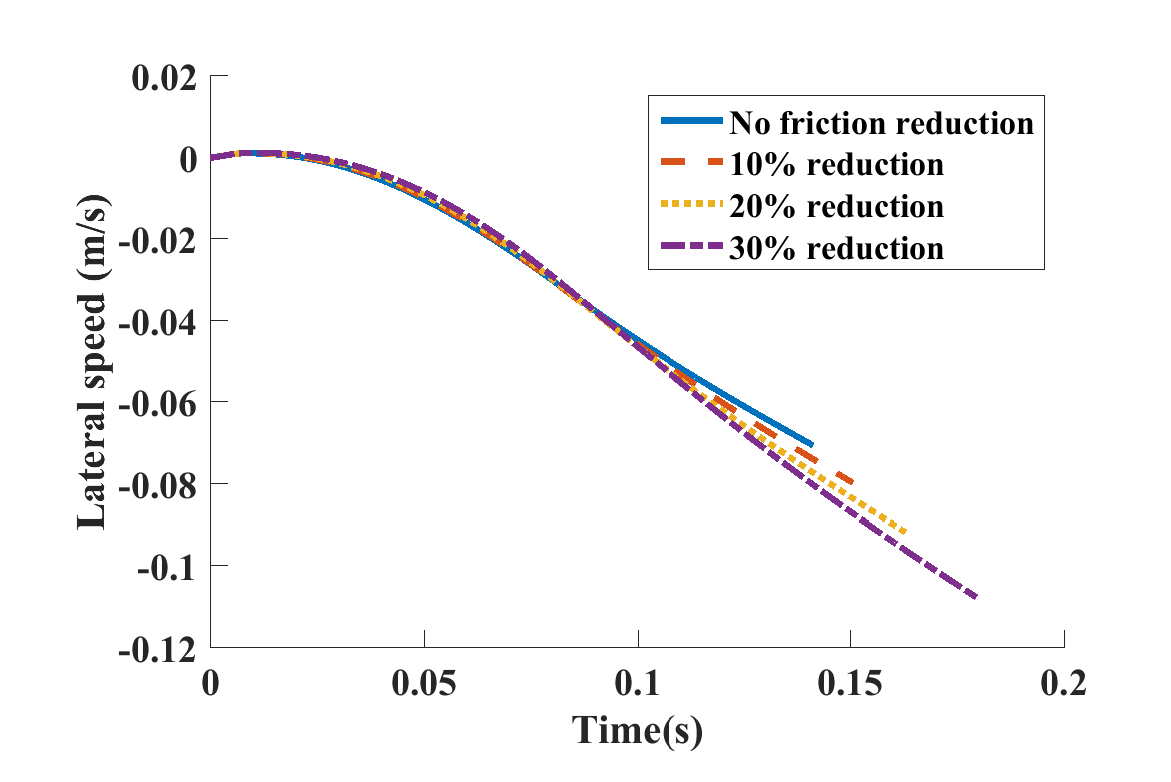 0.02
0
-0.02
-0.04
-0.06
-0.08
-0.1
-0.12
Lateral speed (m/s)
No friction reduction
10% reduction
20% reduction
30% reduction
0 0.05 0.1 0.15 0.2
Time(s)